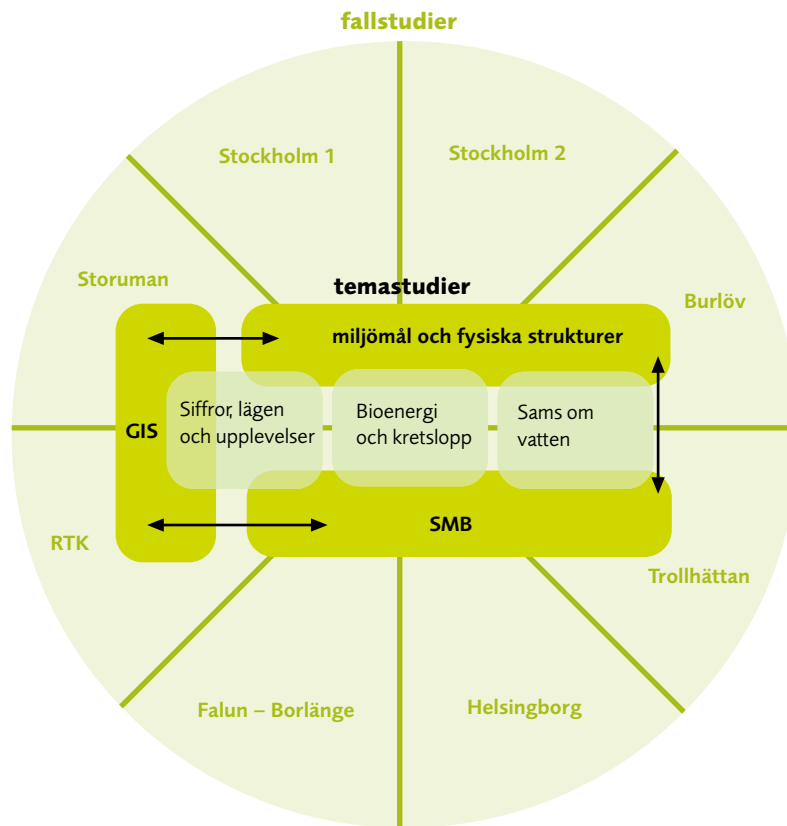 fallstudier
Stockholm 1
Stockholm 2
Storuman
Burlöv
temastudier
miljömål och fysiska strukturer
GIS
Siffror, lägen
och upplevelser
Bioenergi
och kretslopp
Sams om
vatten
SMB
RTK
Trollhättan
Falun – Borlänge
Helsingborg